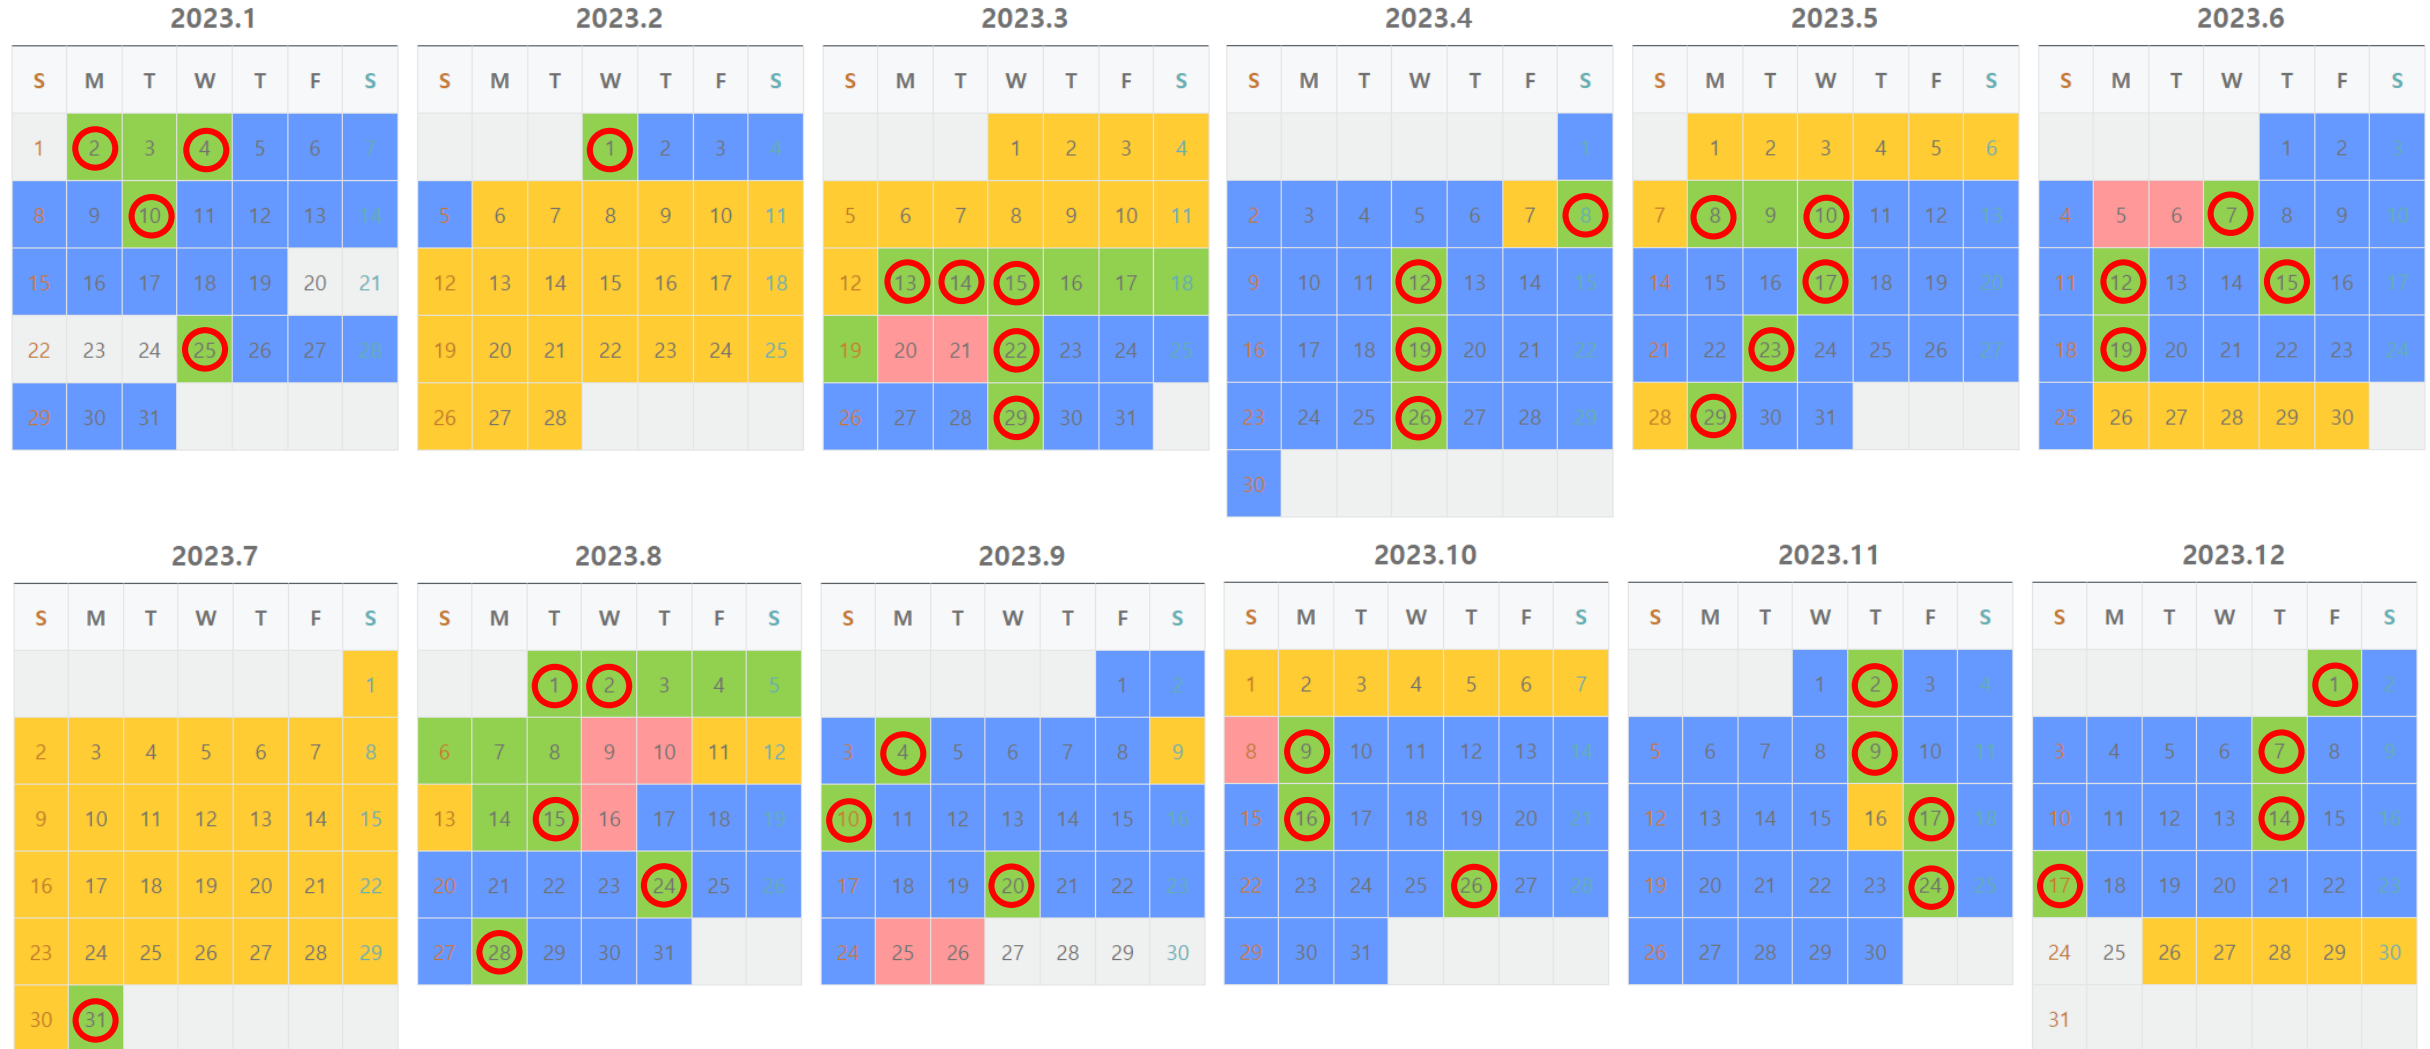 2023.1
S M T W T F S
1 2 3 4 5 6 7
8 9 10 11 12 13 14
15 16 17 18 19 20 21
22 23 24 25 26 27 28
29 30 31
2023.2
S M T W T F S
1 2 3 4
5 6 7 8 9 10 11
12 13 14 15 16 17 18
19 20 21 22 23 24 25
26 27 28
2023.3
S M T W T F S
1 2 3 4
5 6 7 8 9 10 11
12 13 14 15 16 17 18
19 20 21 22 23 24 25
26 27 28 29 30 31
2023.4
S M T W T F S
1
2 3 4 5 6 7 8
9 10 11 12 13 14 15
16 17 18 19 20 21 22
23 24 25 26 27 28 29
30
2023.5
S M T W T F S
1 2 3 4 5 6
7 8 9 10 11 12 13
14 15 16 17 18 19 20
21 22 23 24 25 26 27
28 29 30 31
2023.6
S M T W T F S
1 2 3
4 5 6 7 8 9 10
11 12 13 14 15 16 17
18 19 20 21 22 23 24
25 26 27 28 29 30
2023.7
S M T W T F S
1
2 3 4 5 6 7 8
9 10 11 12 13 14 15
16 17 18 19 20 21 22
23 24 25 26 27 28 29
30 31
2023.8
S M T W T F S
1 2 3 4 5
6 7 8 9 10 11 12
13 14 15 16 17 18 19
20 21 22 23 24 25 26
27 28 29 30 31
2023.9
S M T W T F S
1 2
3 4 5 6 7 8 9
10 11 12 13 14 15 16
17 18 19 20 21 22 23
24 25 26 27 28 29 30
2023.10
S M T W T F S
1 2 3 4 5 6 7
8 9 10 11 12 13 14
15 16 17 18 19 20 21
22 23 24 25 26 27 28
29 30 31
2023.11
S M T W T F S
1 2 3 4
5 6 7 8 9 10 11
12 13 14 15 16 17 18
19 20 21 22 23 24 25
26 27 28 29 30
2023.12
S M T W T F S
1 2
3 4 5 6 7 8 9
10 11 12 13 14 15 16
17 18 19 20 21 22 23
24 25 26 27 28 29 30
31